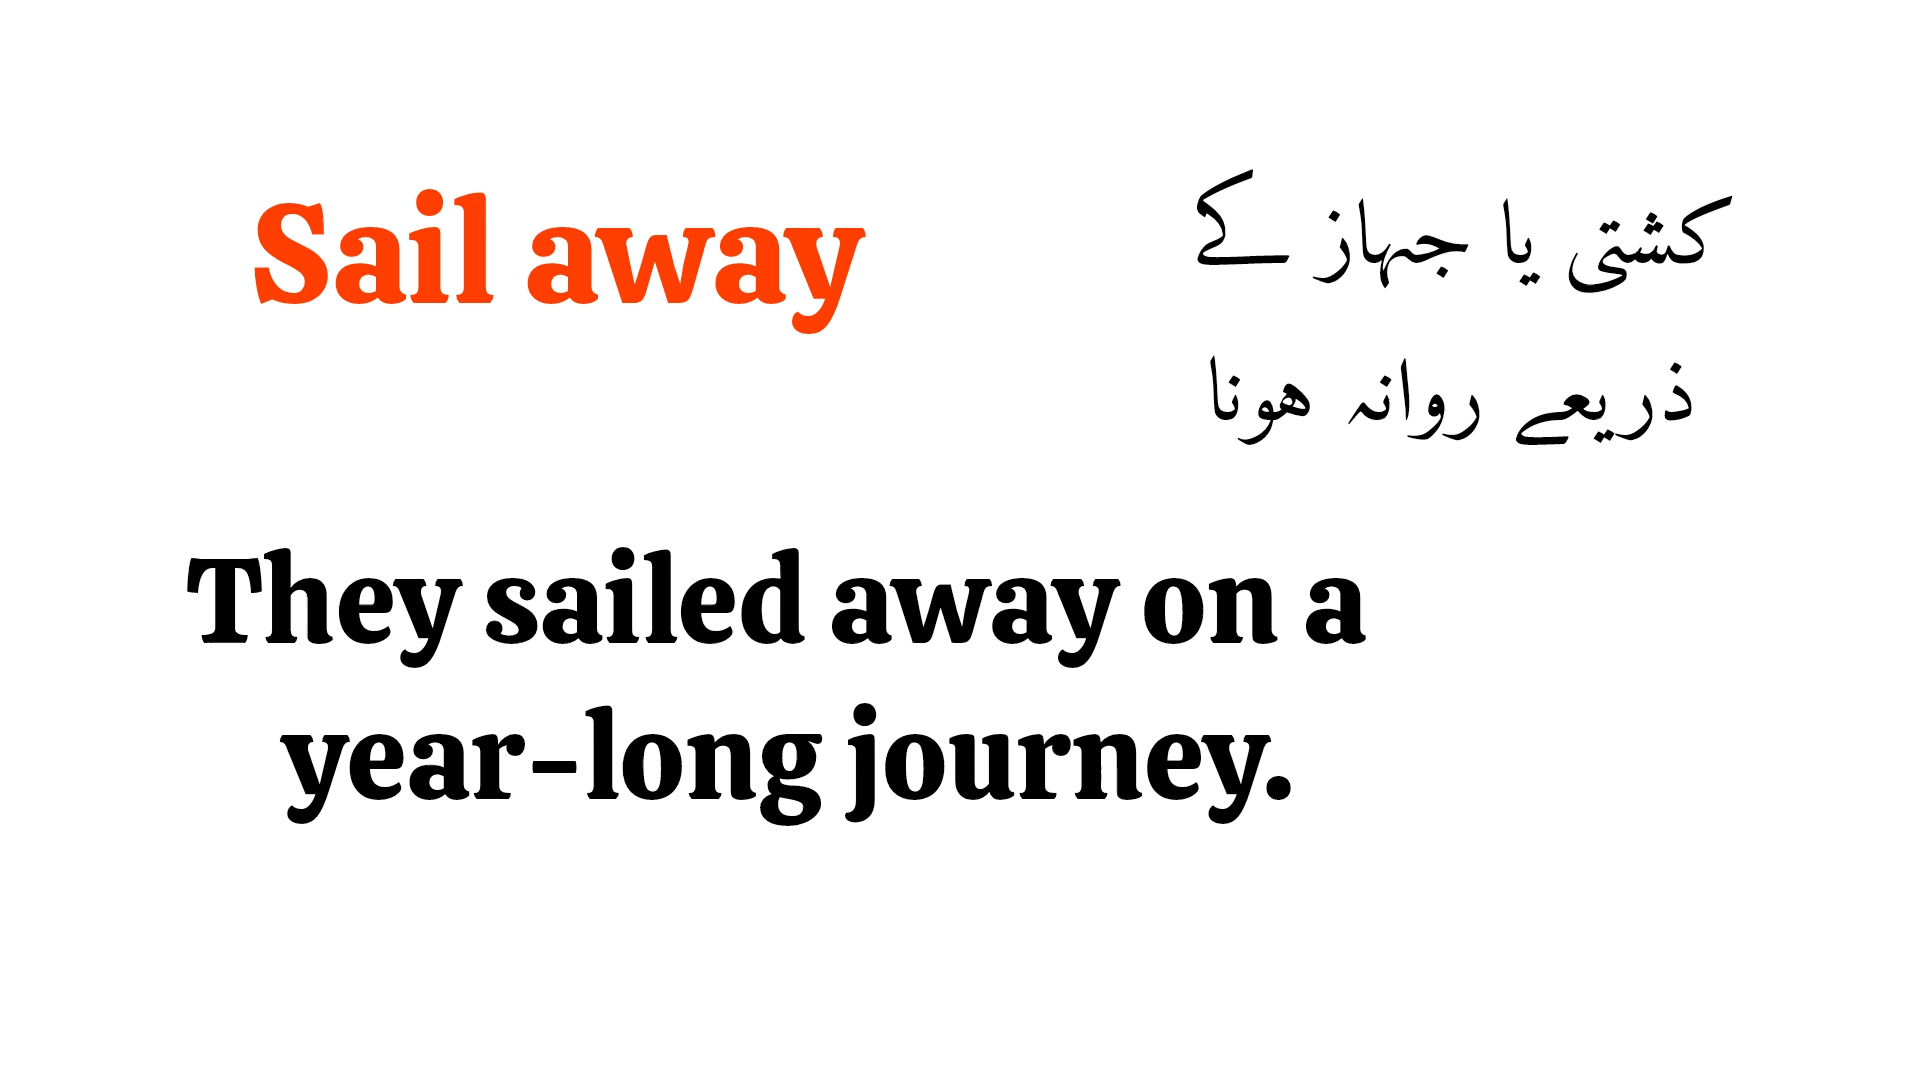 Sail away
کشتی یا جہاز کے
ذریعے روانہ ہونا
They sailed away on a
year-long journey.